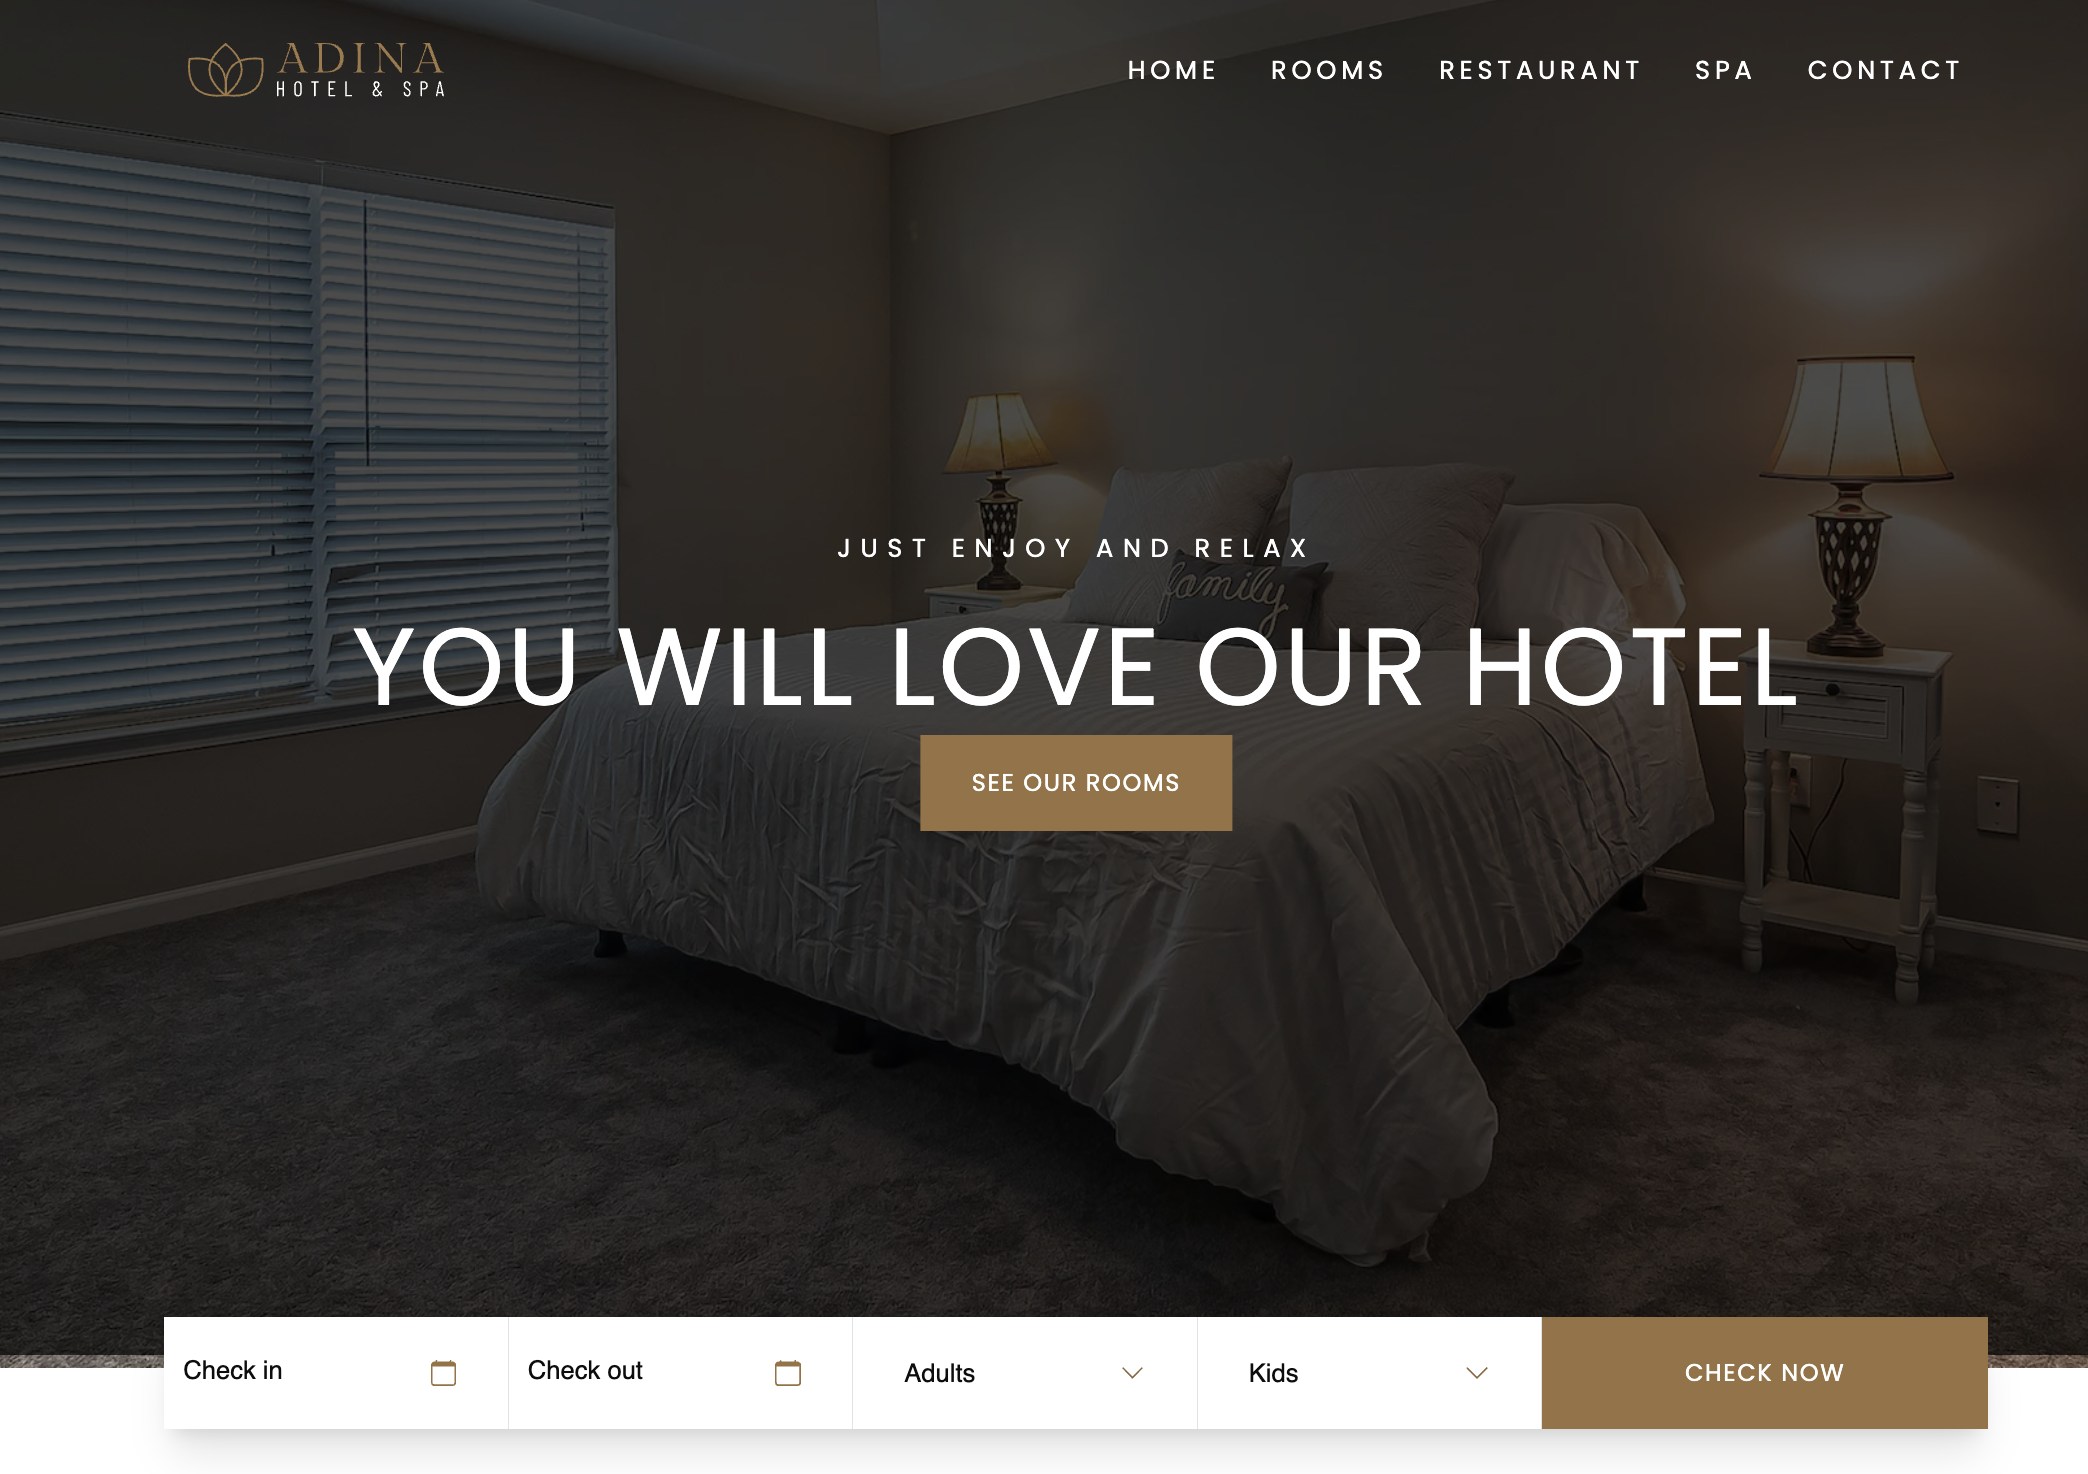 ADINA
HOTEL & SPA
HOME ROOMS RESTAURANT SPA CONTACT
JUST ENJOY AND RELAX
family
YOU WILL LOVE OUR HOTEL
SEE OUR ROOMS
Check in Check out Adults Kids CHECK NOW